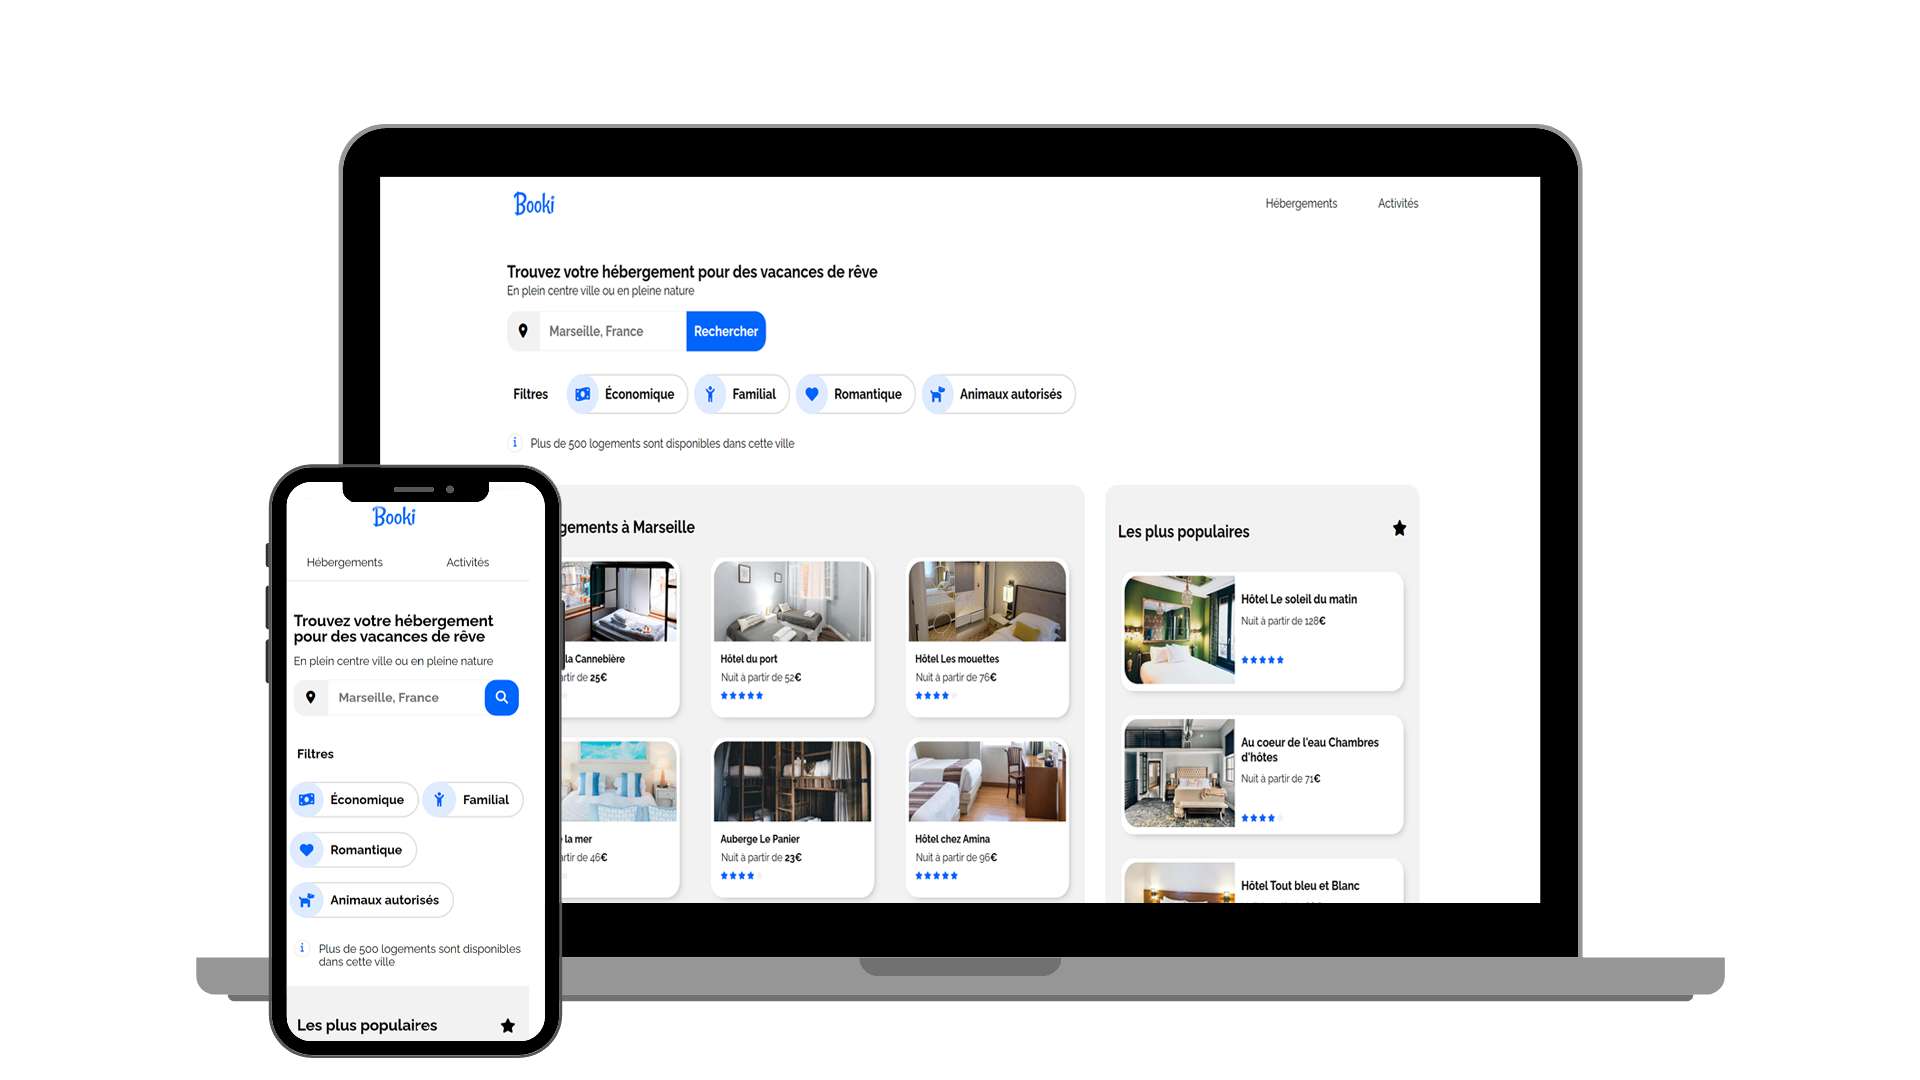 Booki
Hébergements
Activités
Trouvez votre hébergement pour des vacances de rêve
En plein centre ville ou en pleine nature
Marseille, France
Rechercher
Filtres
Économique
Familial
Romantique
Animaux autorisés
i
Plus de 500 logements sont disponibles dans cette ville
gements à Marseille
la Cannebière
rtir de 25€
Hôtel du port
Nuit à partir de 52€
Hôtel Les mouettes
Nuit à partir de 76€
la mer
rtir de 46€
Auberge Le Panier
Nuit à partir de 23€
Hôtel chez Amina
Nuit à partir de 96€
Les plus populaires
Hôtel Le soleil du matin
Nuit à partir de 128€
Au coeur de l'eau Chambres
d'hôtes
Nuit à partir de 71€
Hôtel Tout bleu et Blanc
Booki
Hébergements
Activités
Trouvez votre hébergement
pour des vacances de rêve
En plein centre ville ou en pleine nature
Marseille, France
Filtres
Économique
Familial
Romantique
Animaux autorisés
i
Plus de 500 logements sont disponibles
dans cette ville
Les plus populaires